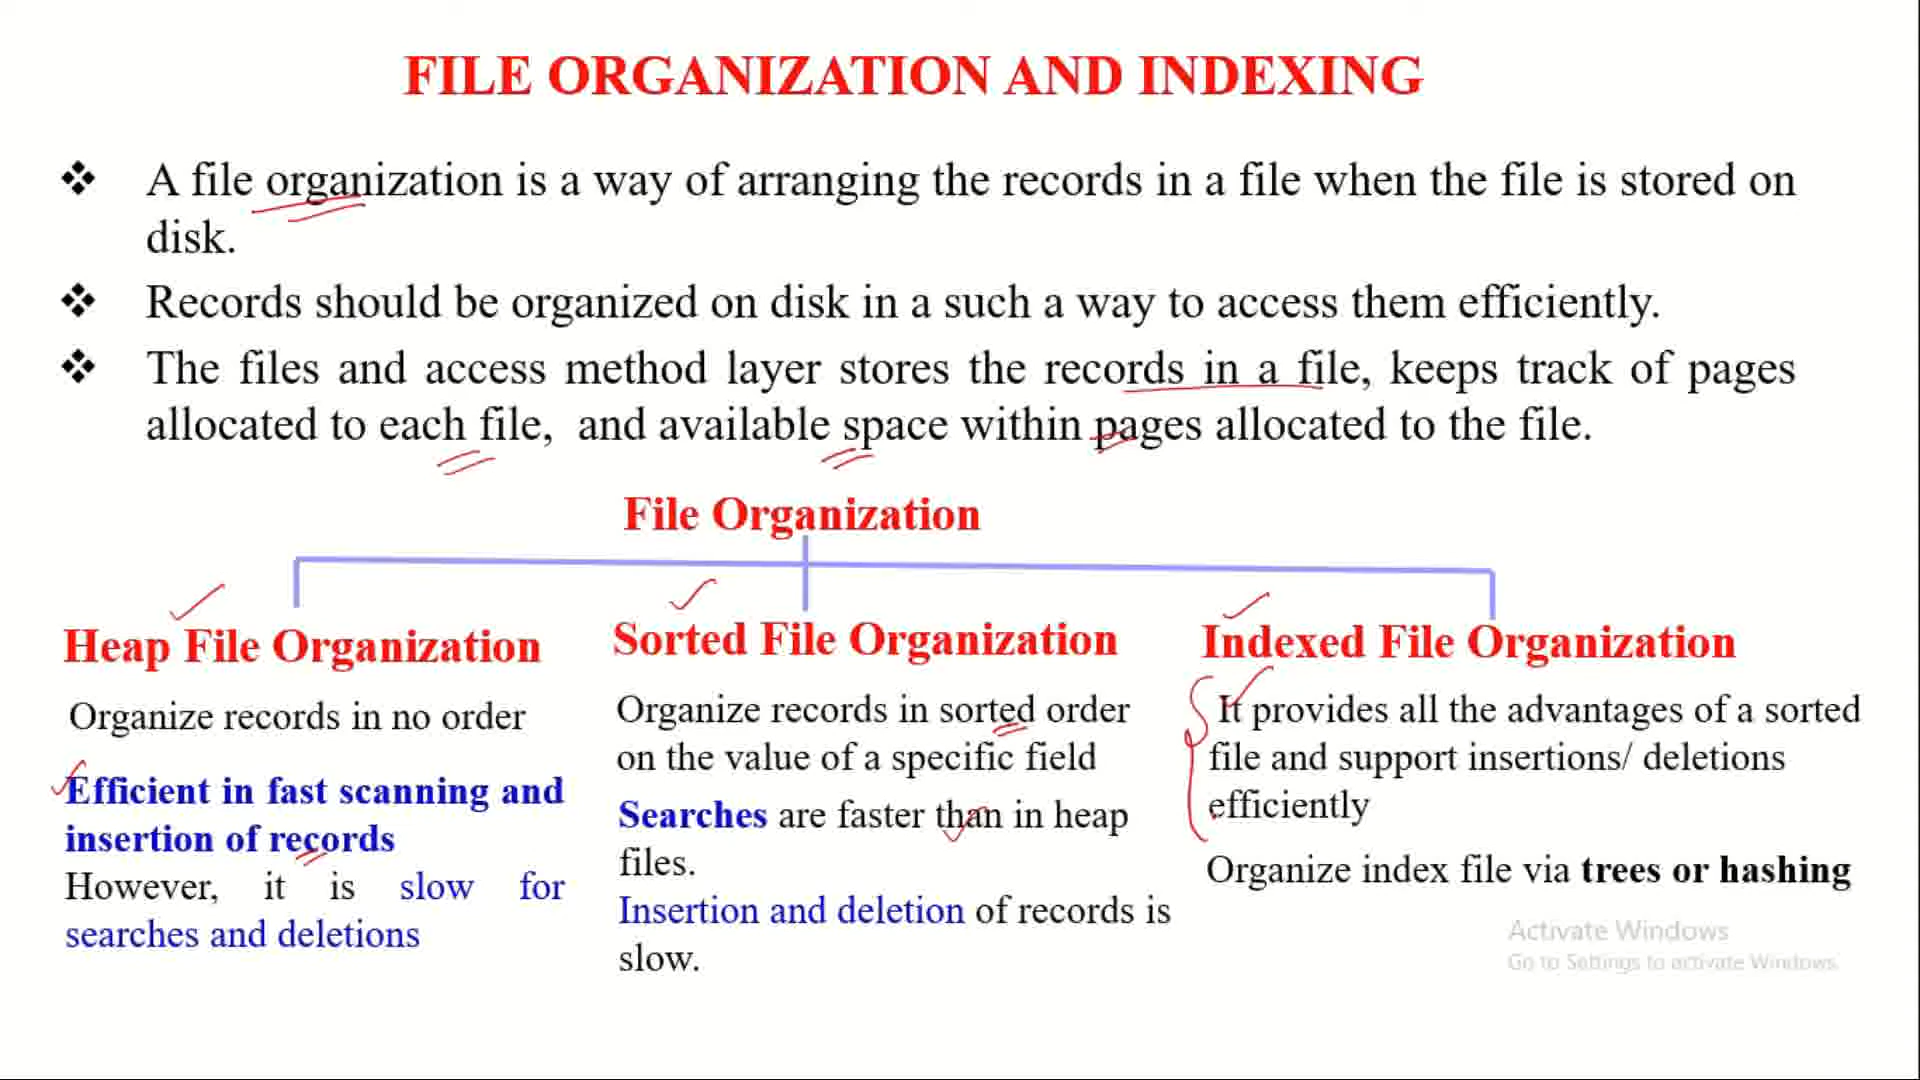 FILE ORGANIZATION AND INDEXING
❖ A file organization is a way of arranging the records in a file when the file is stored on
disk.
❖ Records should be organized on disk in a such a way to access them efficiently.
❖ The files and access method layer stores the records in a file, keeps track of pages
allocated to each file, and available space within pages allocated to the file.
File Organization
Heap File Organization
Organize records in no order
Efficient in fast scanning and
insertion of records
However, it is slow for
searches and deletions
Sorted File Organization
Organize records in sorted order
on the value of a specific field
Searches are faster than in heap
files.
Insertion and deletion of records is
slow.
Indexed File Organization
It provides all the advantages of a sorted
file and support insertions/ deletions
efficiently
Organize index file via trees or hashing
Activate Windows
Go to Settings to activate Windows.